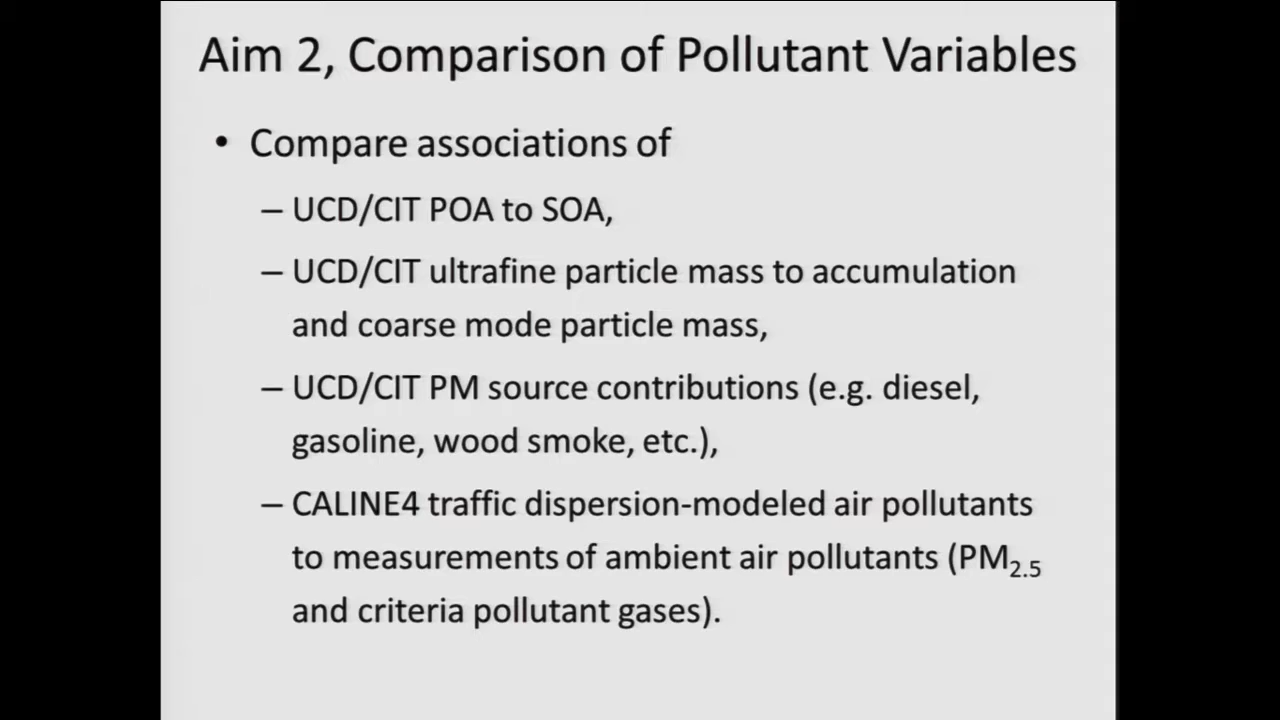 Aim 2, Comparison of Pollutant Variables
• Compare associations of
– UCD/CIT POA to SOA,
– UCD/CIT ultrafine particle mass to accumulation
and coarse mode particle mass,
– UCD/CIT PM source contributions (e.g. diesel,
gasoline, wood smoke, etc.),
– CALINE4 traffic dispersion-modeled air pollutants
to measurements of ambient air pollutants (PM2.5
and criteria pollutant gases).